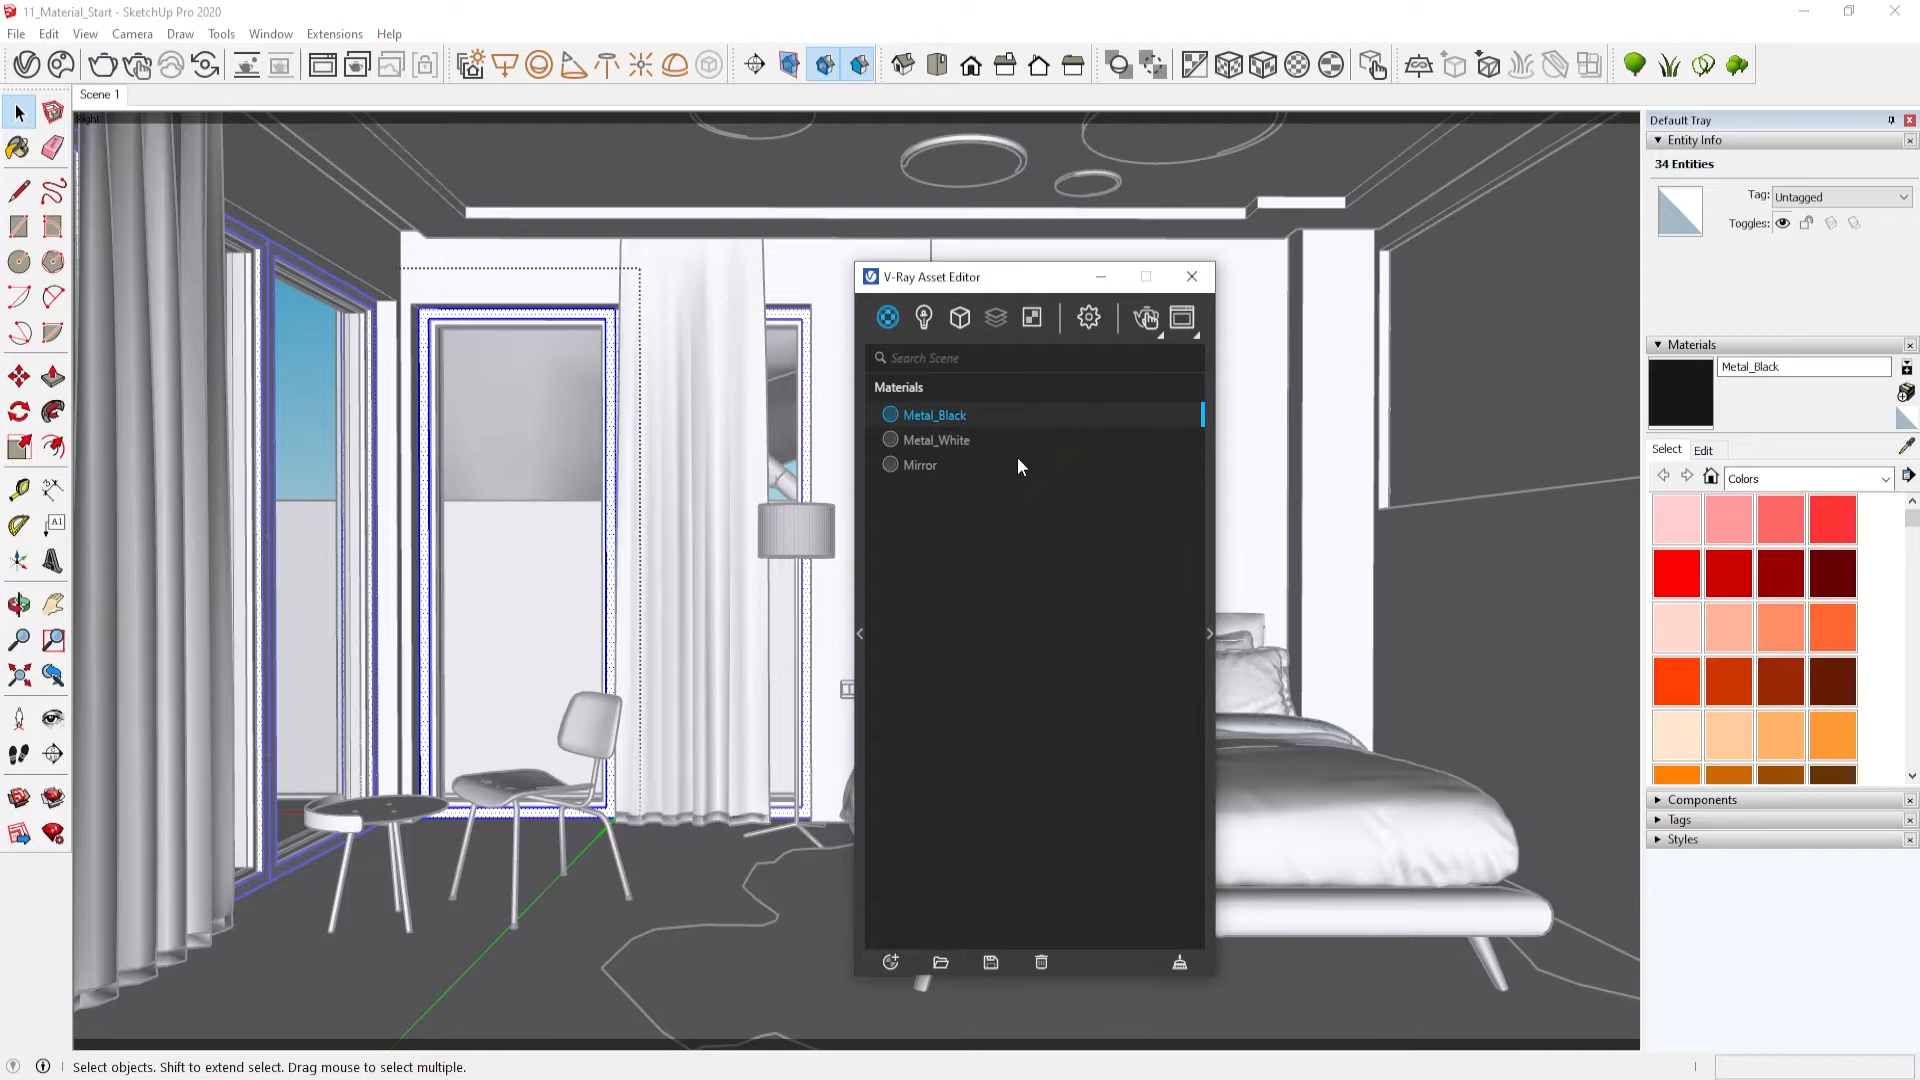 11_Material_Start - SketchUp Pro 2020
File Edit View Camera Draw Tools Window Extensions Help
Scene 1
Right
Default Tray
Entity Info
34 Entities
Tag: Untagged
Toggles:
Materials
Metal_Black
Select Edit
Colors
Components
Tags
Styles
V-Ray Asset Editor
Search Scene
Materials
Metal_Black
Metal_White
Mirror
A1
Select objects. Shift to extend select. Drag mouse to select multiple.